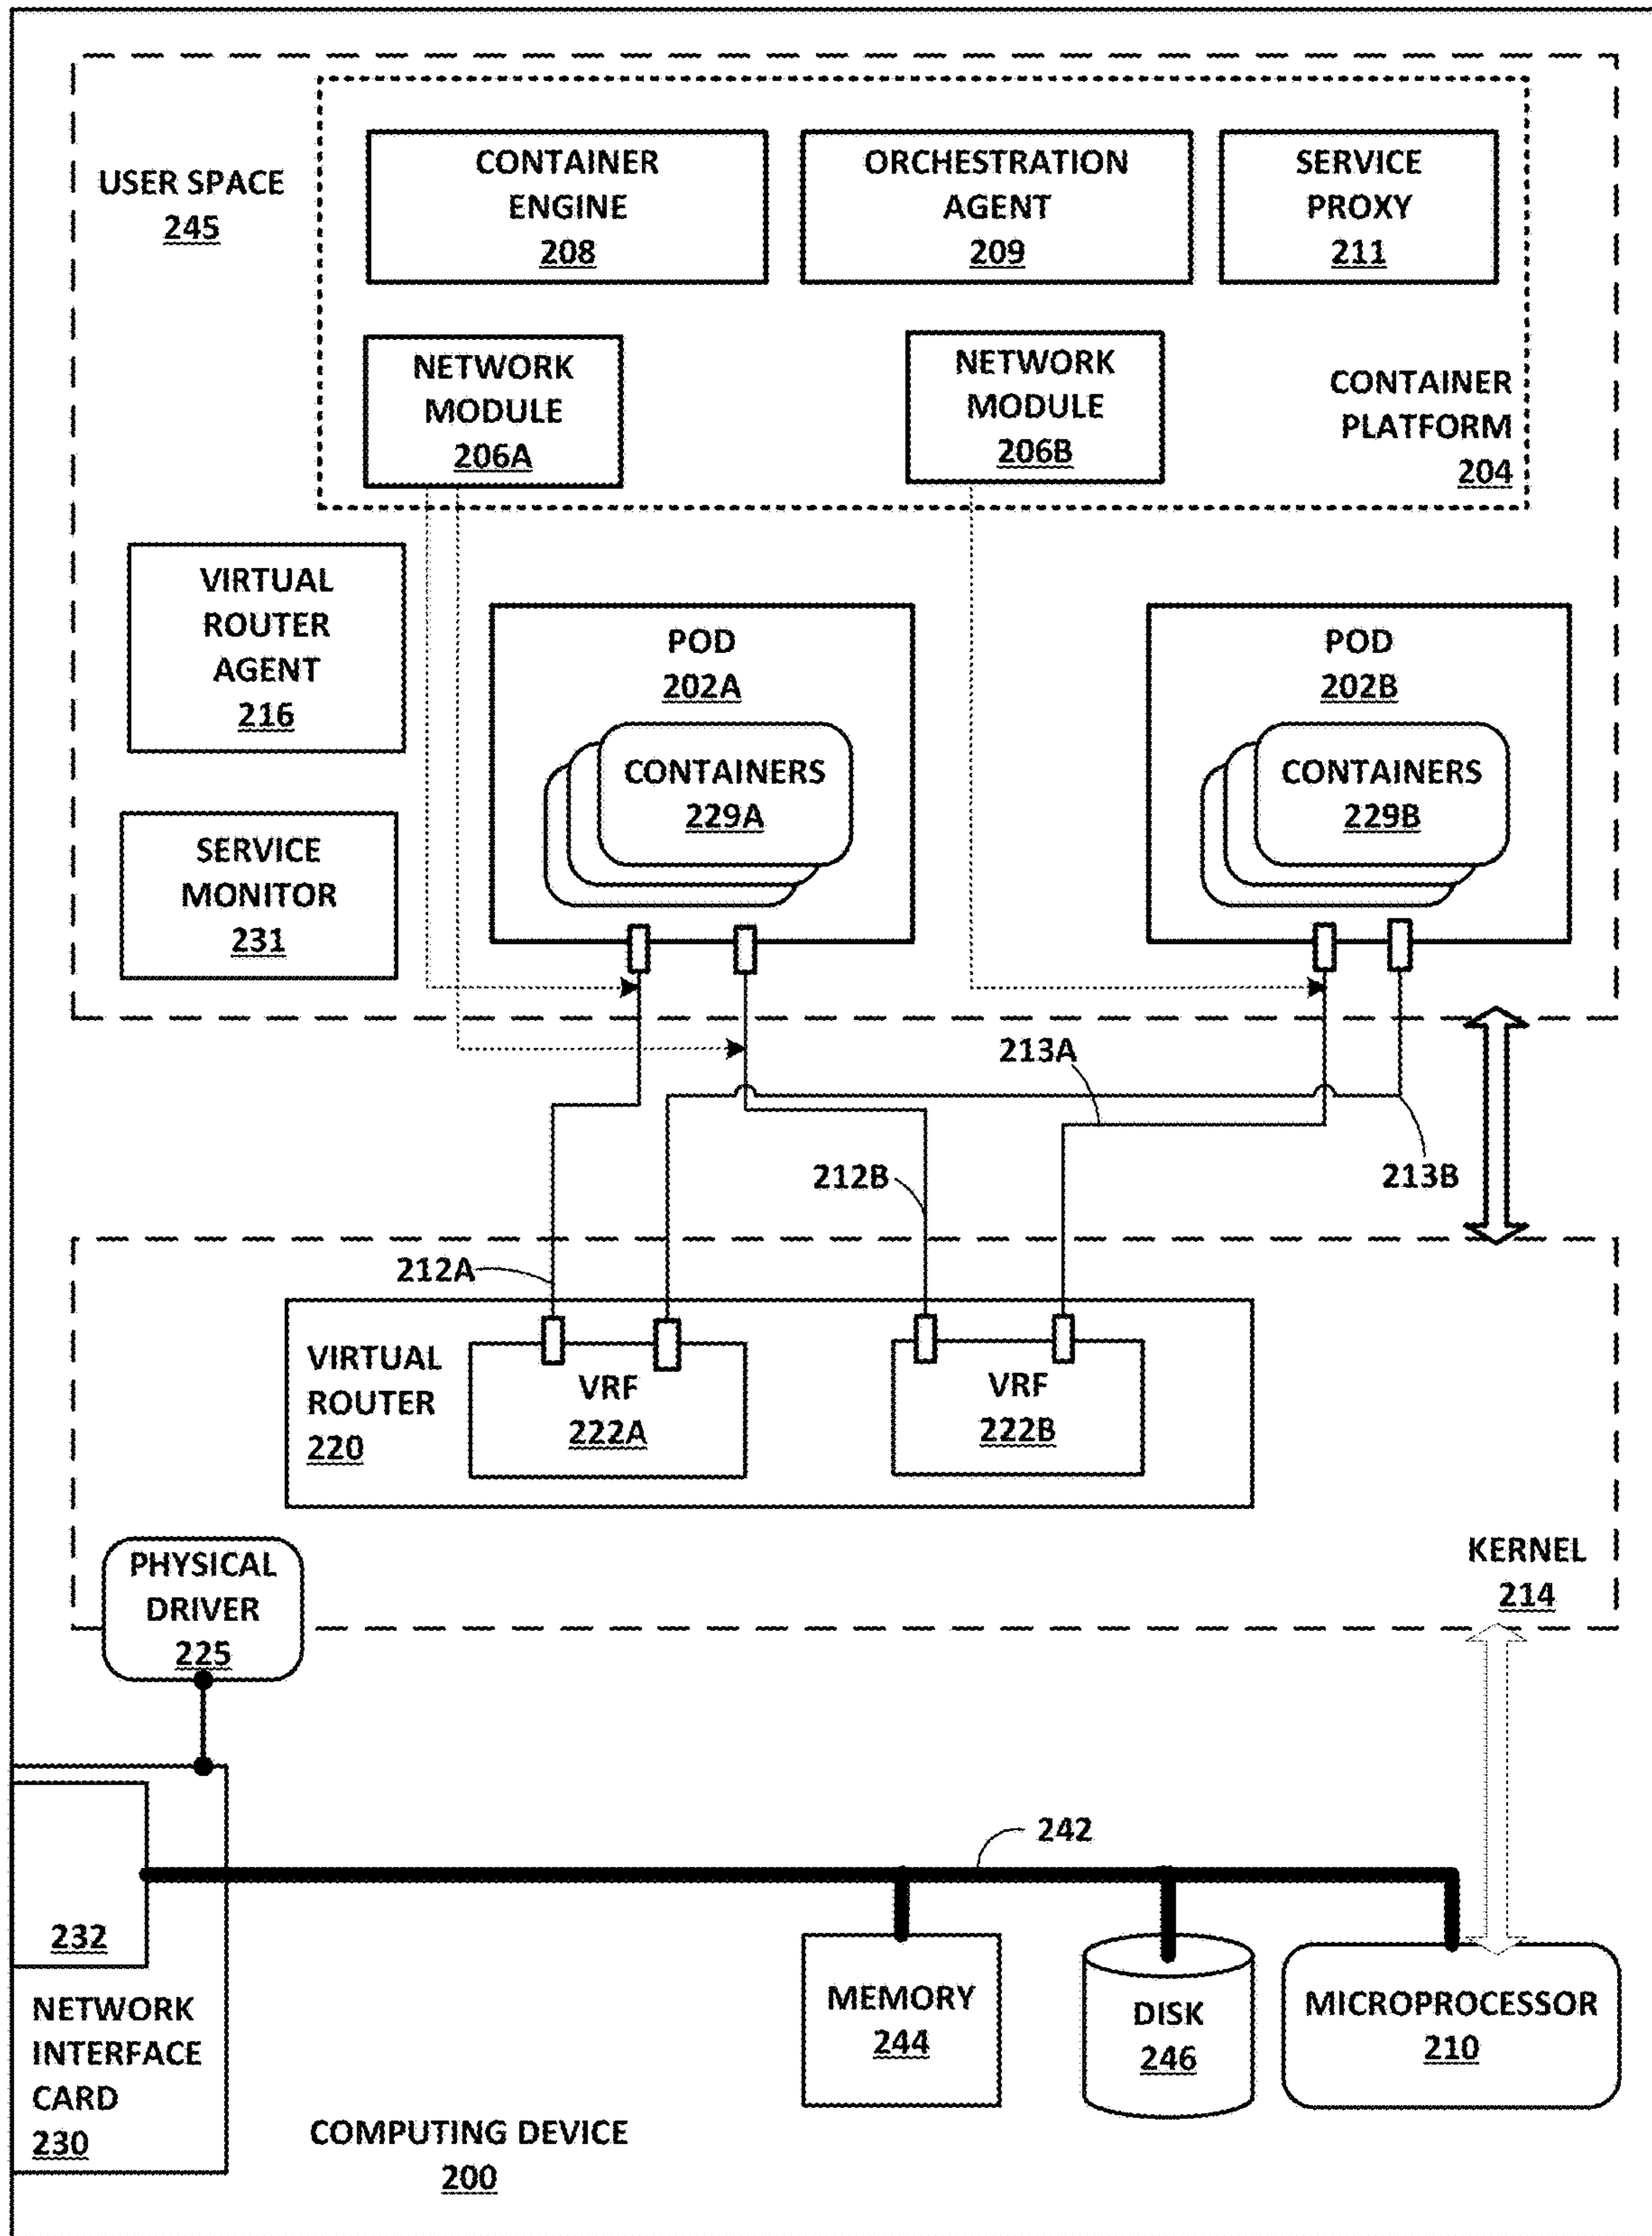 USER SPACE
245
CONTAINER
ENGINE
208
ORCHESTRATION
AGENT
209
SERVICE
PROXY
211
NETWORK
MODULE
206A
NETWORK
MODULE
206B
CONTAINER
PLATFORM
204
VIRTUAL
ROUTER
AGENT
216
POD
202A
CONTAINERS
229A
POD
202B
CONTAINERS
229B
SERVICE
MONITOR
231
213A
212B
213B
212A
VIRTUAL
ROUTER
220
VRF
222A
VRF
222B
KERNEL
214
PHYSICAL
DRIVER
225
242
232
NETWORK
INTERFACE
CARD
230
MEMORY
244
DISK
246
MICROPROCESSOR
210
COMPUTING DEVICE
200